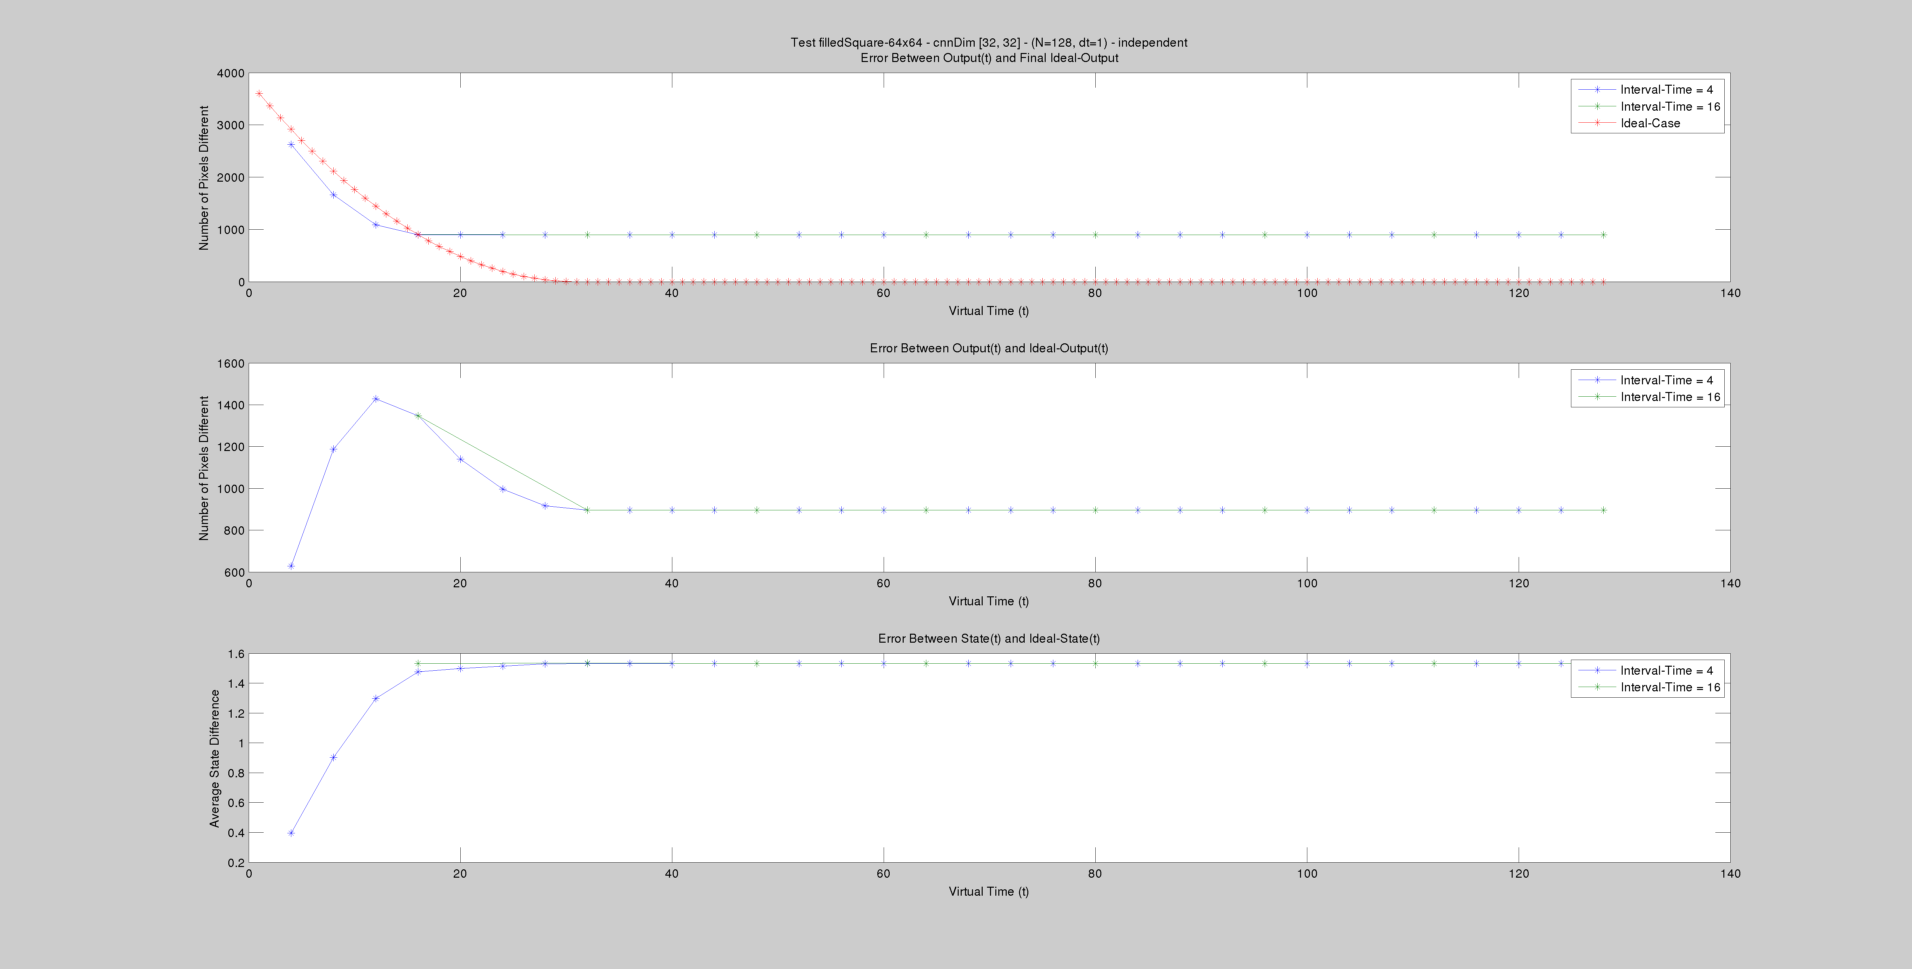 Test filledSquare-64x64 - cnnDim [32, 32] - (N=128, dt=1) - independent
Error Between Output(t) and Final Ideal-Output
4000
3000
2000
1000
0
Number of Pixels Different
Interval-Time = 4
Interval-Time = 16
Ideal-Case
0 20 40 60 80 100 120 140
Virtual Time (t)
Error Between Output(t) and Ideal-Output(t)
1600
1400
1200
1000
800
600
Number of Pixels Different
Interval-Time = 4
Interval-Time = 16
0 20 40 60 80 100 120 140
Virtual Time (t)
Error Between State(t) and Ideal-State(t)
1.6
1.4
1.2
1
0.8
0.6
0.4
0.2
Average State Difference
Interval-Time = 4
Interval-Time = 16
0 20 40 60 80 100 120 140
Virtual Time (t)